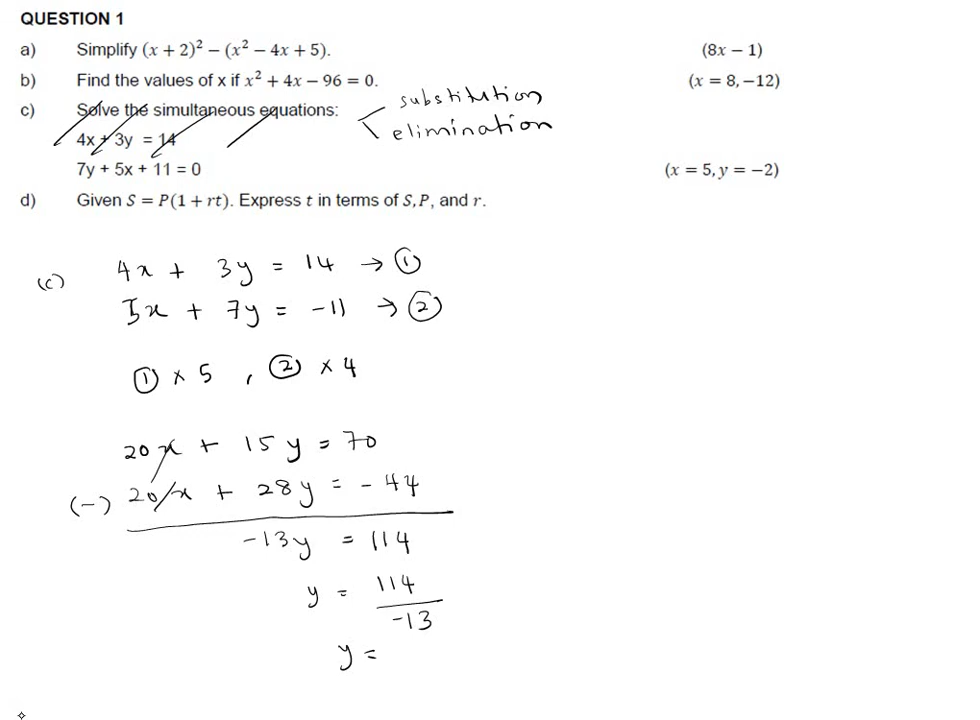 QUESTION 1
a) Simplify (x + 2)² − (x² − 4x + 5). (8x − 1)
b) Find the values of x if x² + 4x − 96 = 0. (x = 8, −12)
c) Solve the simultaneous equations:
substitution
elimination
4x + 3y = 14
7y + 5x + 11 = 0 (x = 5, y = −2)
d) Given S = P(1 + rt). Express t in terms of S, P, and r.
(c) 4x + 3y = 14 → ①
5x + 7y = -11 → ②
① × 5 , ② × 4
20x + 15y = 70
(-) 20x + 28y = -44
-13y = 114
y = 114
-13
y =